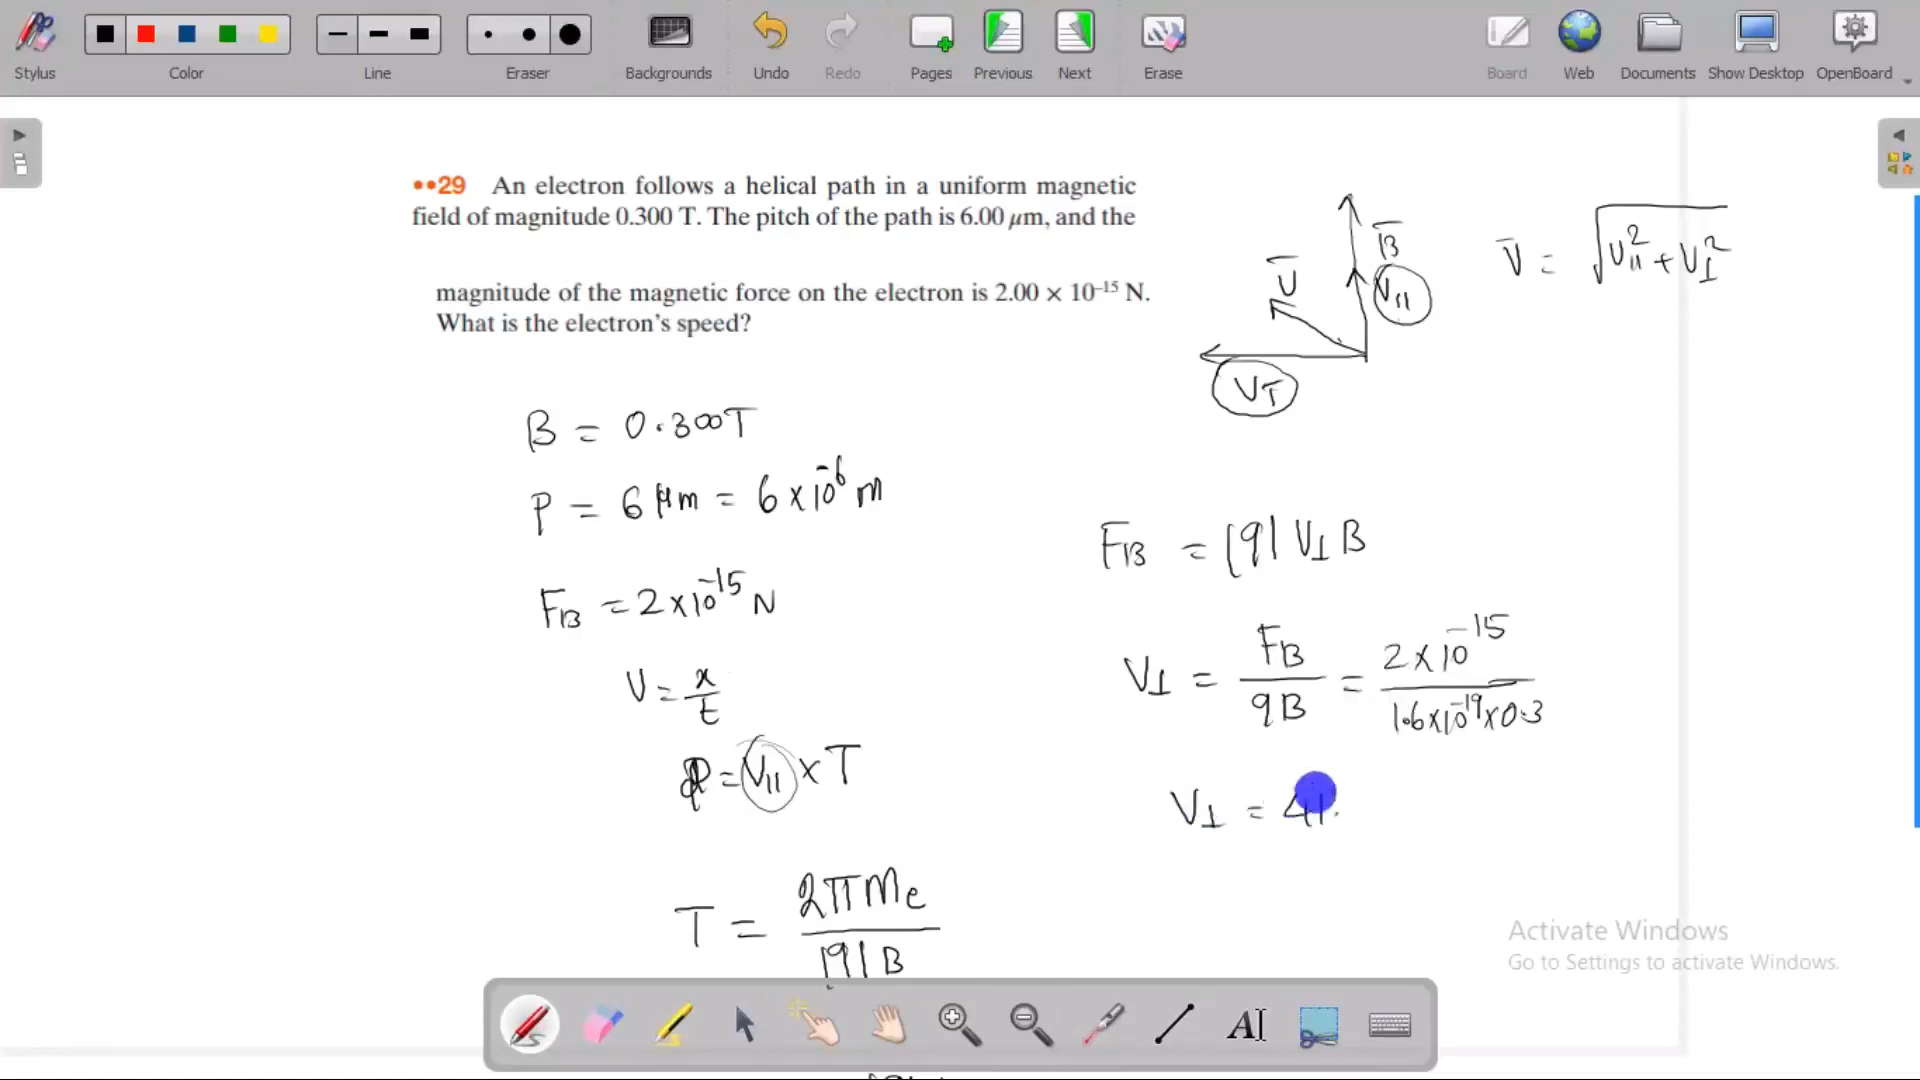 Stylus Color Line Eraser Backgrounds Undo Redo Pages Previous Next Erase Board Web Documents Show Desktop OpenBoard
••29 An electron follows a helical path in a uniform magnetic
field of magnitude 0.300 T. The pitch of the path is 6.00 μm, and the
magnitude of the magnetic force on the electron is 2.00 × 10⁻¹⁵ N.
What is the electron's speed?
B̅
V̅
V||
V⊤
V̅ = √(V||² + V⊥²)
B = 0.300T
P = 6 μm = 6 × 10⁻⁶ m
F_B = 2 × 10⁻¹⁵ N
V = x/t
P = V|| × T
T = 2πMe / |q|B
F_B = |q| V⊥ B
V⊥ = F_B / qB = 2 × 10⁻¹⁵ / 1.6 × 10⁻¹⁹ × 0.3
V⊥ = 41.
Activate Windows
Go to Settings to activate Windows.